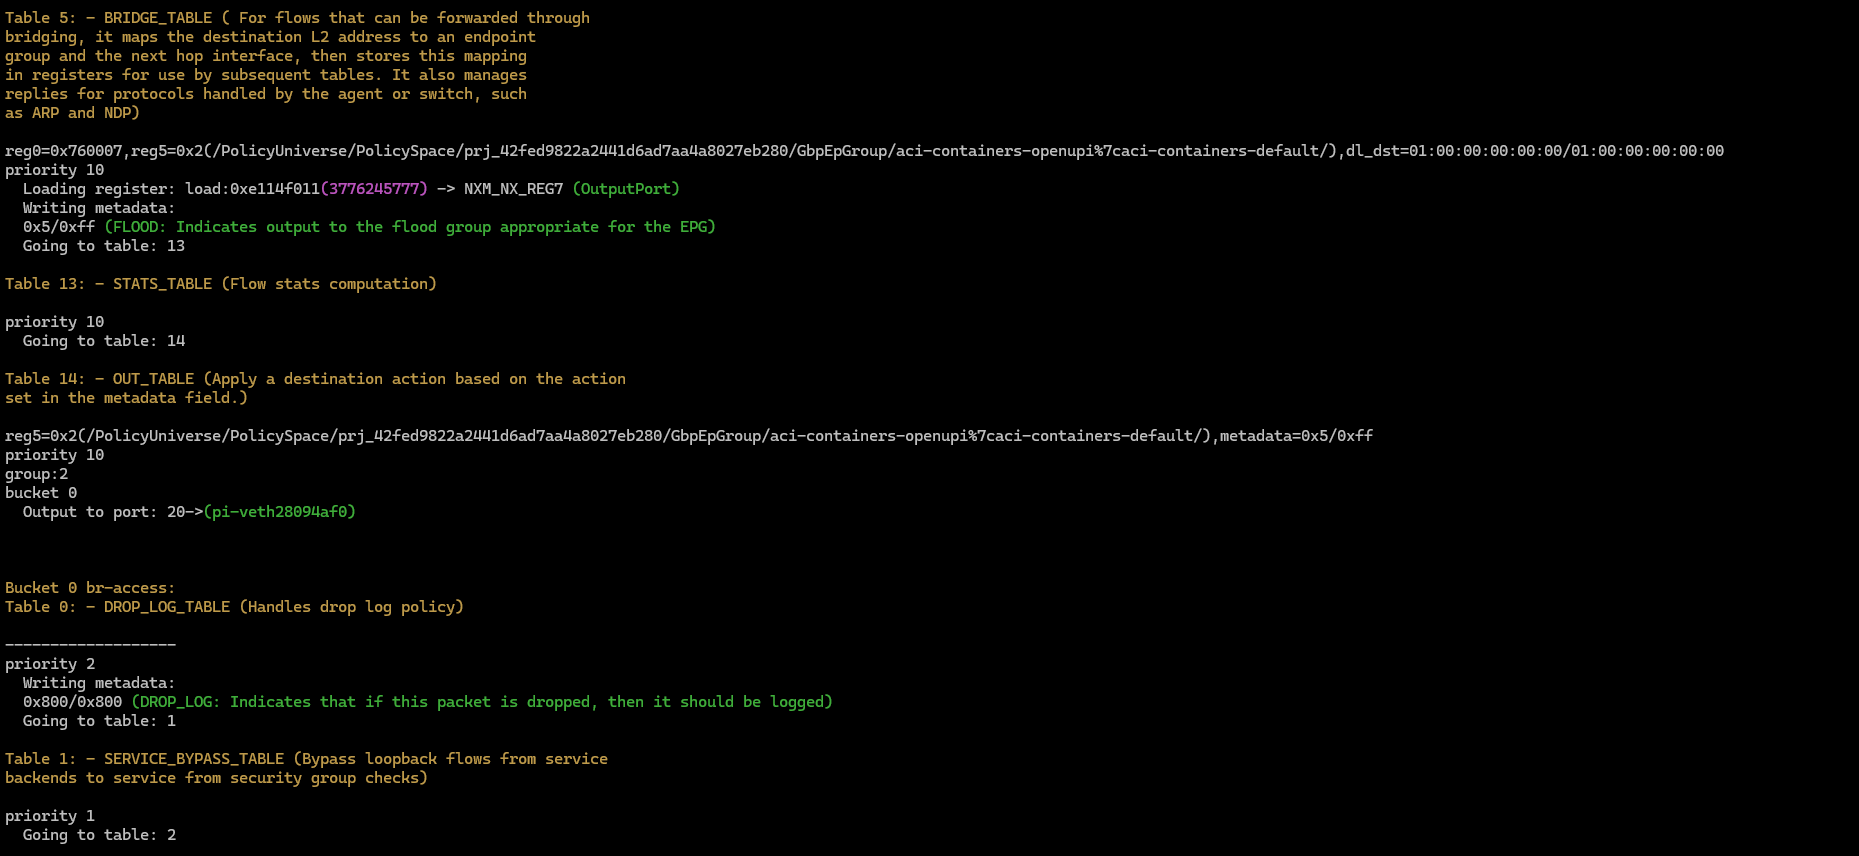 Table 5: - BRIDGE_TABLE ( For flows that can be forwarded through
bridging, it maps the destination L2 address to an endpoint
group and the next hop interface, then stores this mapping
in registers for use by subsequent tables. It also manages
replies for protocols handled by the agent or switch, such
as ARP and NDP)
reg0=0x760007,reg5=0x2(/PolicyUniverse/PolicySpace/prj_42fed9822a2441d6ad7aa4a8027eb280/GbpEpGroup/aci-containers-openupi%7caci-containers-default/),dl_dst=01:00:00:00:00:00/01:00:00:00:00:00
priority 10
Loading register: load:0xe114f011(3776245777) -> NXM_NX_REG7 (OutputPort)
Writing metadata:
0x5/0xff (FLOOD: Indicates output to the flood group appropriate for the EPG)
Going to table: 13
Table 13: - STATS_TABLE (Flow stats computation)
priority 10
Going to table: 14
Table 14: - OUT_TABLE (Apply a destination action based on the action
set in the metadata field.)
reg5=0x2(/PolicyUniverse/PolicySpace/prj_42fed9822a2441d6ad7aa4a8027eb280/GbpEpGroup/aci-containers-openupi%7caci-containers-default/),metadata=0x5/0xff
priority 10
group:2
bucket 0
Output to port: 20->(pi-veth28094af0)
Bucket 0 br-access:
Table 0: - DROP_LOG_TABLE (Handles drop log policy)
-------------------
priority 2
Writing metadata:
0x800/0x800 (DROP_LOG: Indicates that if this packet is dropped, then it should be logged)
Going to table: 1
Table 1: - SERVICE_BYPASS_TABLE (Bypass loopback flows from service
backends to service from security group checks)
priority 1
Going to table: 2